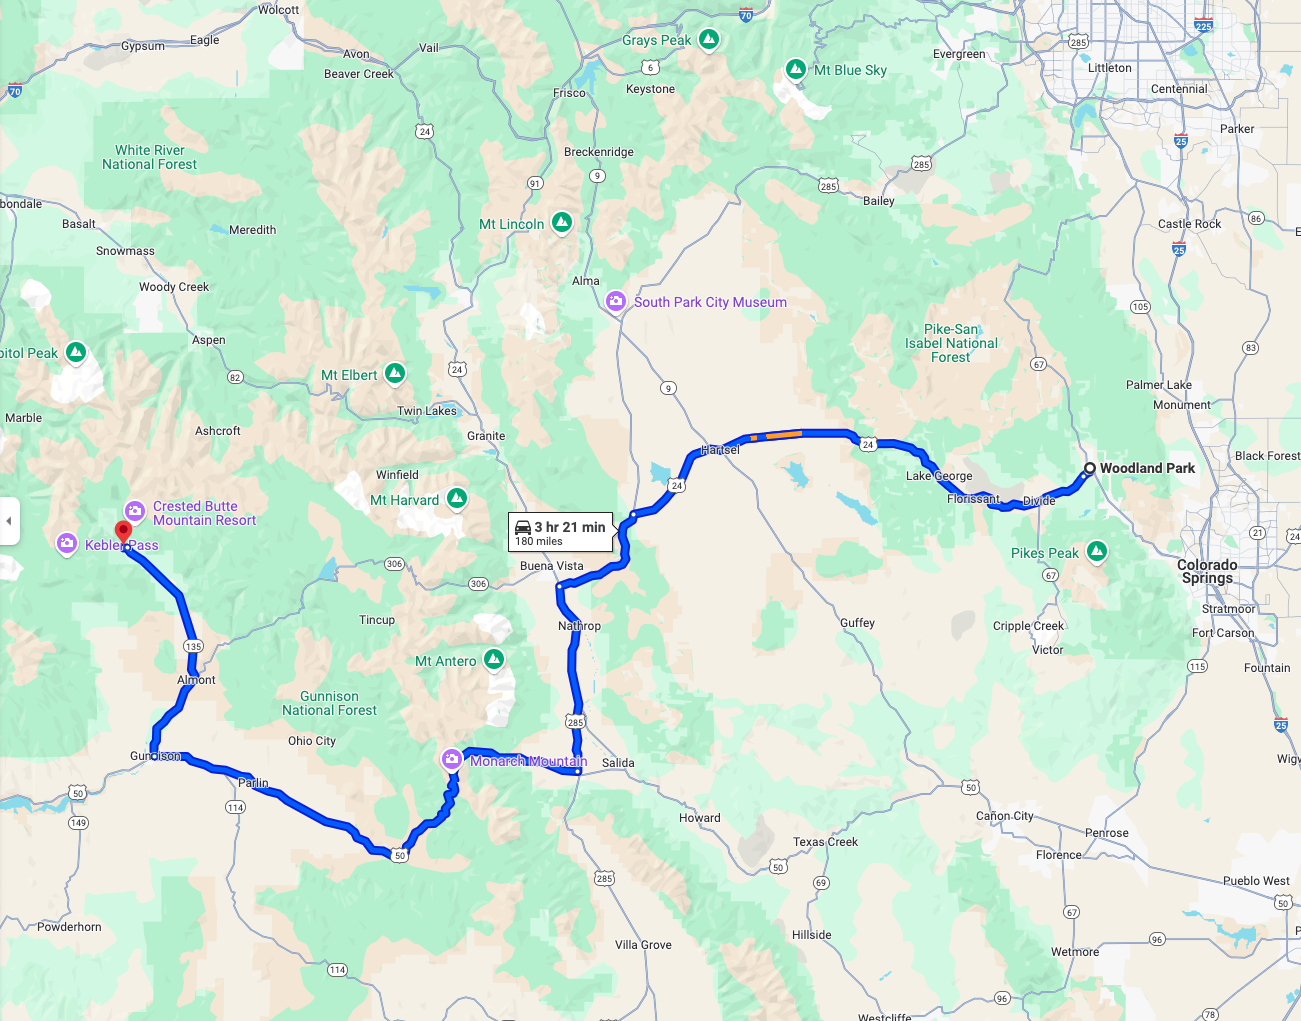 Wolcott
70
225
Gypsum
Eagle
Avon
Vail
Grays Peak
285
Beaver Creek
6
Mt Blue Sky
Evergreen
Littleton
70
Frisco
Keystone
Centennial
24
Parker
White River
National Forest
Breckenridge
25
91
9
285
285
bondale
Bailey
Basalt
Meredith
Mt Lincoln
86
Castle Rock
Snowmass
25
Woody Creek
Alma
South Park City Museum
105
Pike-San
Isabel National
Forest
Aspen
83
pitol Peak
Mt Elbert
24
67
82
9
Palmer Lake
Marble
Twin Lakes
Monument
Ashcroft
Granite
24
Hartsel
Black Forest
Winfield
Lake George
Woodland Park
24
Mt Harvard
Florissant
Divide
Crested Butte
Mountain Resort
3 hr 21 min
180 miles
21
24
Kebler Pass
Pikes Peak
306
Buena Vista
67
Colorado
Springs
306
Stratmoor
Tincup
Nathrop
Guffey
Cripple Creek
Fort Carson
135
Victor
Mt Antero
115
Fountain
Almont
Gunnison
National Forest
285
25
Ohio City
Gunnison
Monarch Mountain
Salida
Wigw
Parlin
50
50
114
149
Howard
Cañon City
Penrose
Texas Creek
50
Florence
50
285
69
Pueblo West
50
67
Powderhorn
Hillside
96
Villa Grove
Wetmore
114
96
78
Westcliffe